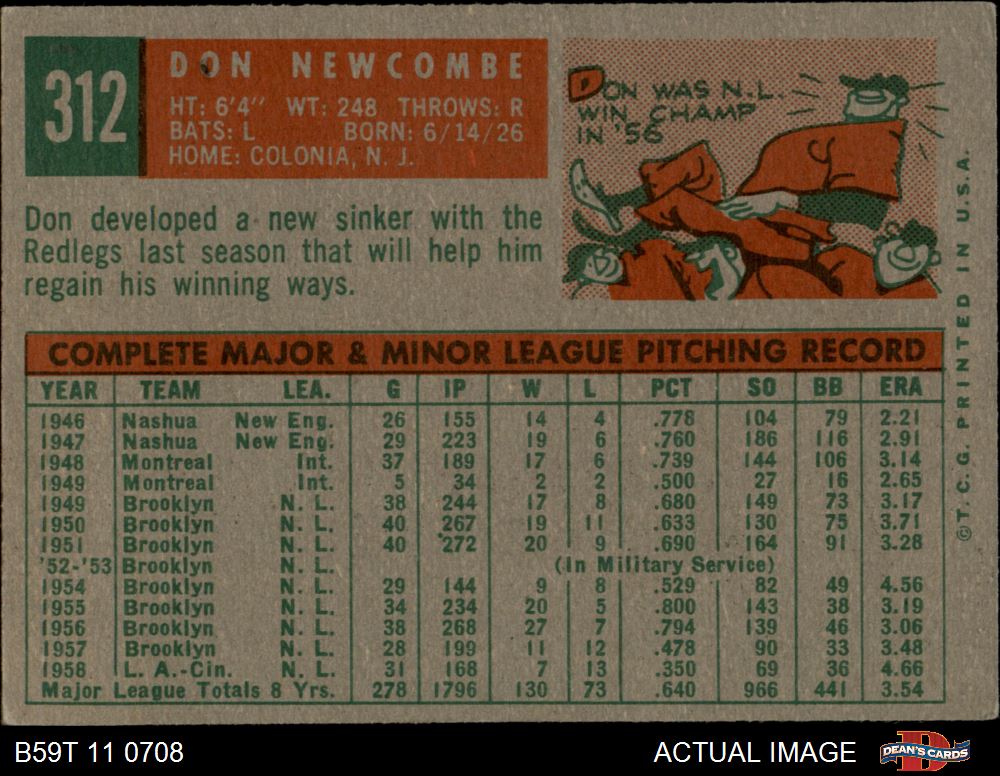 312
DON NEWCOMBE
HT: 6'4" WT: 248 THROWS: R
BATS: L BORN: 6/14/26
HOME: COLONIA, N. J.
DON WAS N.L.
WIN CHAMP
IN '56
Don developed a new sinker with the
Redlegs last season that will help him
regain his winning ways.
COMPLETE MAJOR & MINOR LEAGUE PITCHING RECORD
YEAR TEAM LEA. G IP W L PCT SO BB ERA
1946 Nashua New Eng. 26 155 14 4 .778 104 79 2.21
1947 Nashua New Eng. 29 223 19 6 .760 186 116 2.91
1948 Montreal Int. 37 189 17 6 .739 144 106 3.14
1949 Montreal Int. 5 34 2 2 .500 27 16 2.65
1949 Brooklyn N. L. 38 244 17 8 .680 149 73 3.17
1950 Brooklyn N. L. 40 267 19 11 .633 130 75 3.71
1951 Brooklyn N. L. 40 272 20 9 .690 164 91 3.28
'52-'53 Brooklyn N. L. (In Military Service)
1954 Brooklyn N. L. 29 144 9 8 .529 82 49 4.56
1955 Brooklyn N. L. 34 234 20 5 .800 143 38 3.19
1956 Brooklyn N. L. 38 268 27 7 .794 139 46 3.06
1957 Brooklyn N. L. 28 199 11 12 .478 90 33 3.48
1958 L. A.-Cin. N. L. 31 168 7 13 .350 69 36 4.66
Major League Totals 8 Yrs. 278 1796 130 73 .640 966 441 3.54
© T. C. G. PRINTED IN U.S.A.
B59T 11 0708
ACTUAL IMAGE
DEAN'S CARDS